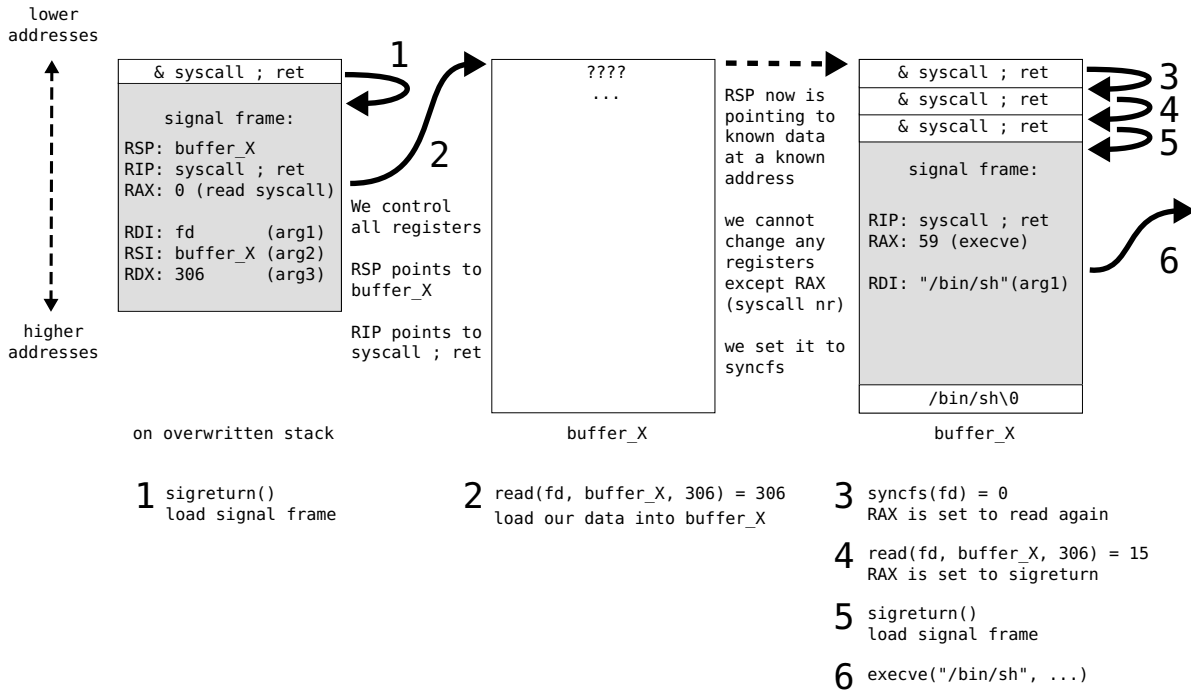 lower
addresses
higher
addresses
& syscall ; ret
signal frame:
RSP: buffer_X
RIP: syscall ; ret
RAX: 0 (read syscall)
RDI: fd (arg1)
RSI: buffer_X (arg2)
RDX: 306 (arg3)
on overwritten stack
1
2
We control
all registers
RSP points to
buffer_X
RIP points to
syscall ; ret
????
...
buffer_X
RSP now is
pointing to
known data
at a known
address
we cannot
change any
registers
except RAX
(syscall nr)
we set it to
syncfs
& syscall ; ret
& syscall ; ret
& syscall ; ret
signal frame:
RIP: syscall ; ret
RAX: 59 (execve)
RDI: "/bin/sh"(arg1)
/bin/sh\0
buffer_X
3
4
5
6
1 sigreturn()
load signal frame
2 read(fd, buffer_X, 306) = 306
load our data into buffer_X
3 syncfs(fd) = 0
RAX is set to read again
4 read(fd, buffer_X, 306) = 15
RAX is set to sigreturn
5 sigreturn()
load signal frame
6 execve("/bin/sh", ...)